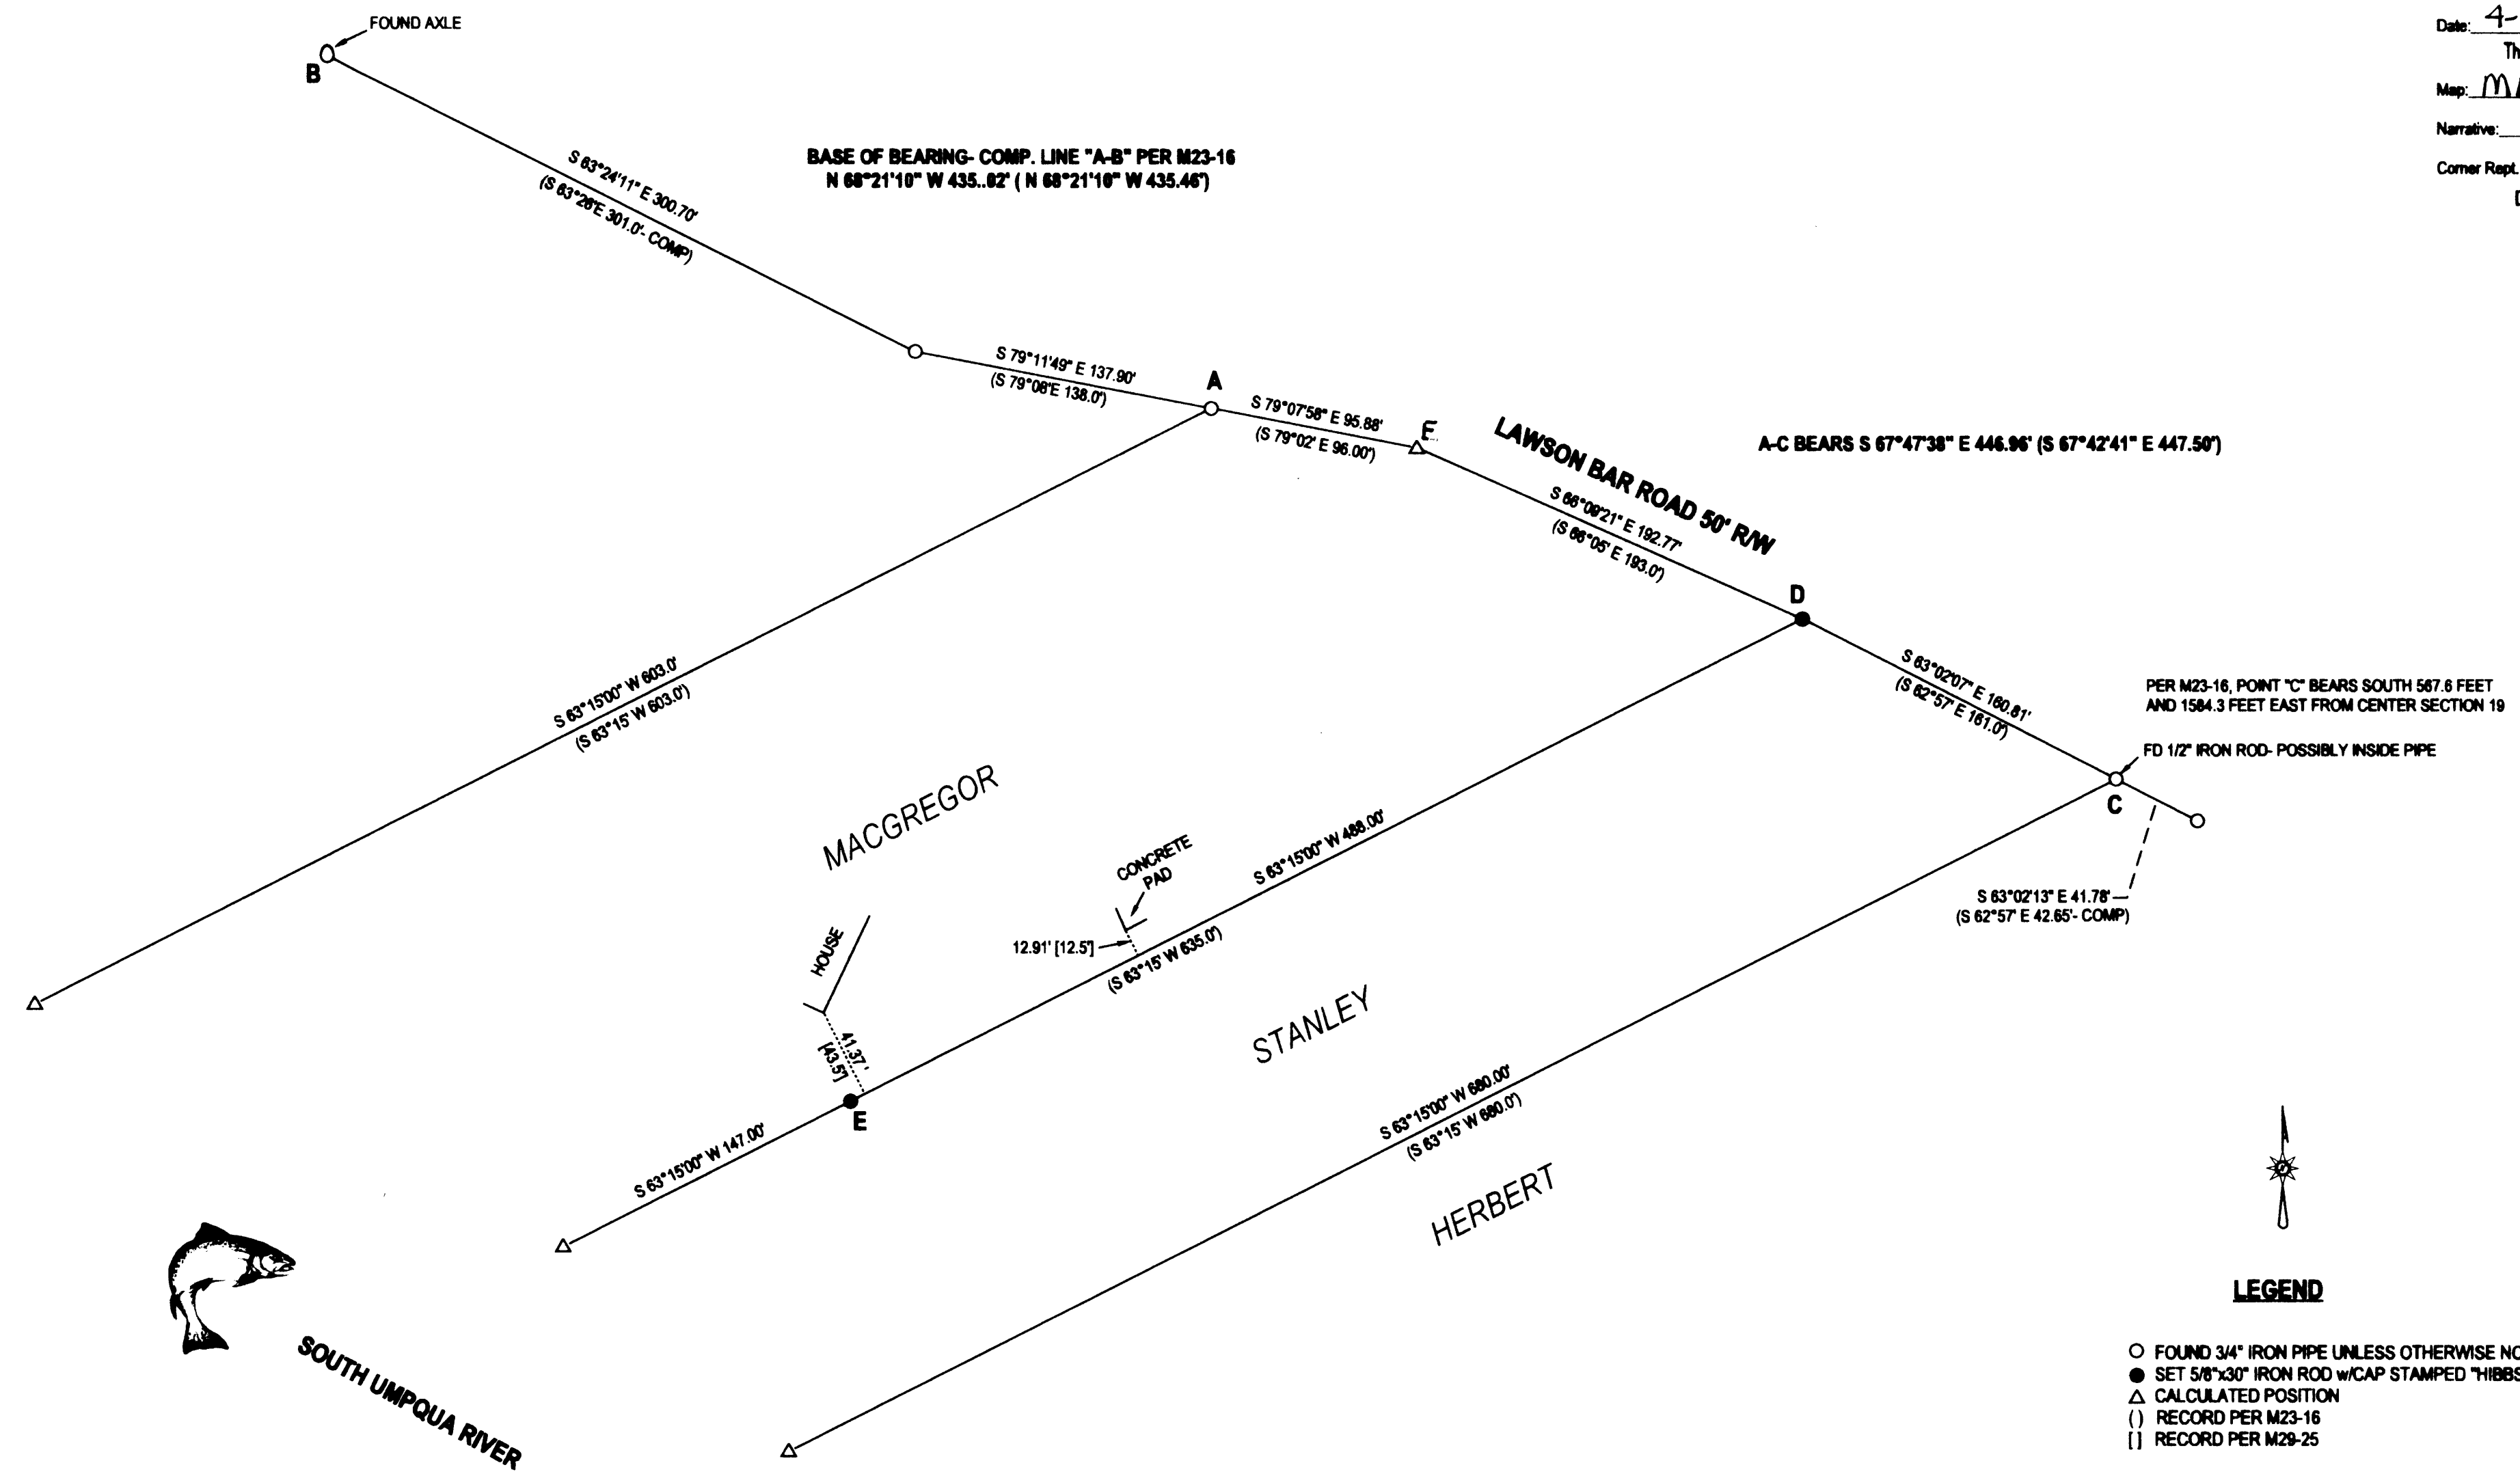 FOUND AXLE
B
Date: 4-
Th
Map:
Narrative:
Corner Rept.
S 63°24'11" E 300.70'
(S 63°26'E 301.0'- COMP)
BASE OF BEARING- COMP. LINE "A-B" PER M23-16
N 68°21'10" W 435..02' ( N 68°21'10" W 435.46')
S 79°11'49" E 137.90'
(S 79°08'E 138.0')
A
S 79°07'58" E 95.88'
(S 79°02' E 96.00')
E
LAWSON BAR ROAD 50' R/W
A-C BEARS S 67°47'38" E 446.96' (S 67°42'41" E 447.50')
S 66°09'21" E 192.77'
(S 66°05' E 193.0')
D
S 63°02'07" E 160.81'
(S 62°57' E 161.0')
PER M23-16, POINT "C" BEARS SOUTH 567.6 FEET
AND 1584.3 FEET EAST FROM CENTER SECTION 19
FD 1/2" IRON ROD- POSSIBLY INSIDE PIPE
C
S 63°02'13" E 41.78'
(S 62°57' E 42.65'- COMP)
S 63°15'00" W 603.0'
(S 63°15' W 603.0')
MACGREGOR
CONCRETE
PAD
S 63°15'00" W 488.00'
12.91' [12.5']
(S 63°15' W 635.0')
HOUSE
41.37'
[43.5']
E
S 63°15'00" W 147.00'
STANLEY
S 63°15'00" W 680.00'
(S 63°15' W 680.0')
HERBERT
SOUTH UMPQUA RIVER
LEGEND
FOUND 3/4" IRON PIPE UNLESS OTHERWISE NO
SET 5/8"x30" IRON ROD w/CAP STAMPED "HIBBS
CALCULATED POSITION
( ) RECORD PER M23-16
[ ] RECORD PER M29-25